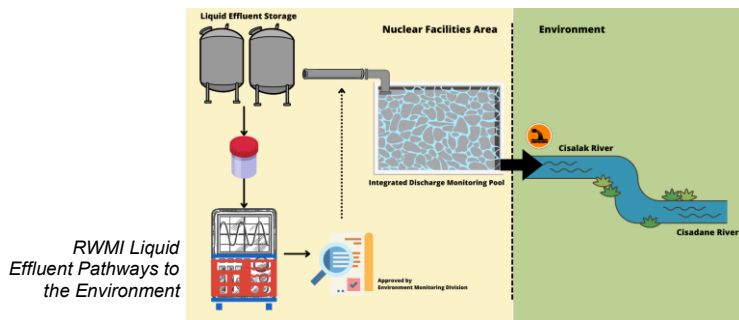 Liquid Effluent Storage
Nuclear Facilities Area
Environment
Cisalak River
Integrated Discharge Monitoring Pool
Cisadane River
RWMI Liquid
Effluent Pathways to
the Environment
Approved by
Environment Monitoring Division